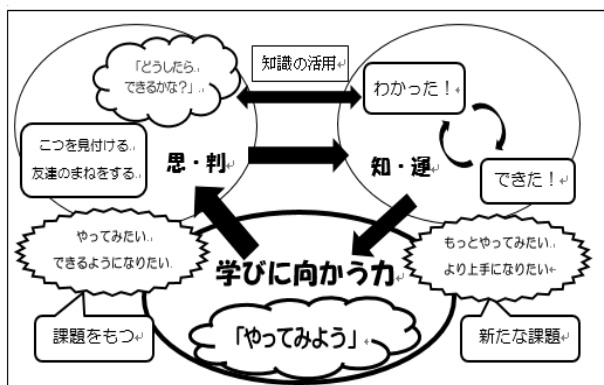 「どうしたら
できるかな？」
知識の活用
わかった！
できた！
こつを見付ける
友達のまねをする
思・判
知・運
やってみたい
できるようになりたい
もっとやってみたい
より上手になりたい
学びに向かう力
「やってみよう」
課題をもつ
新たな課題